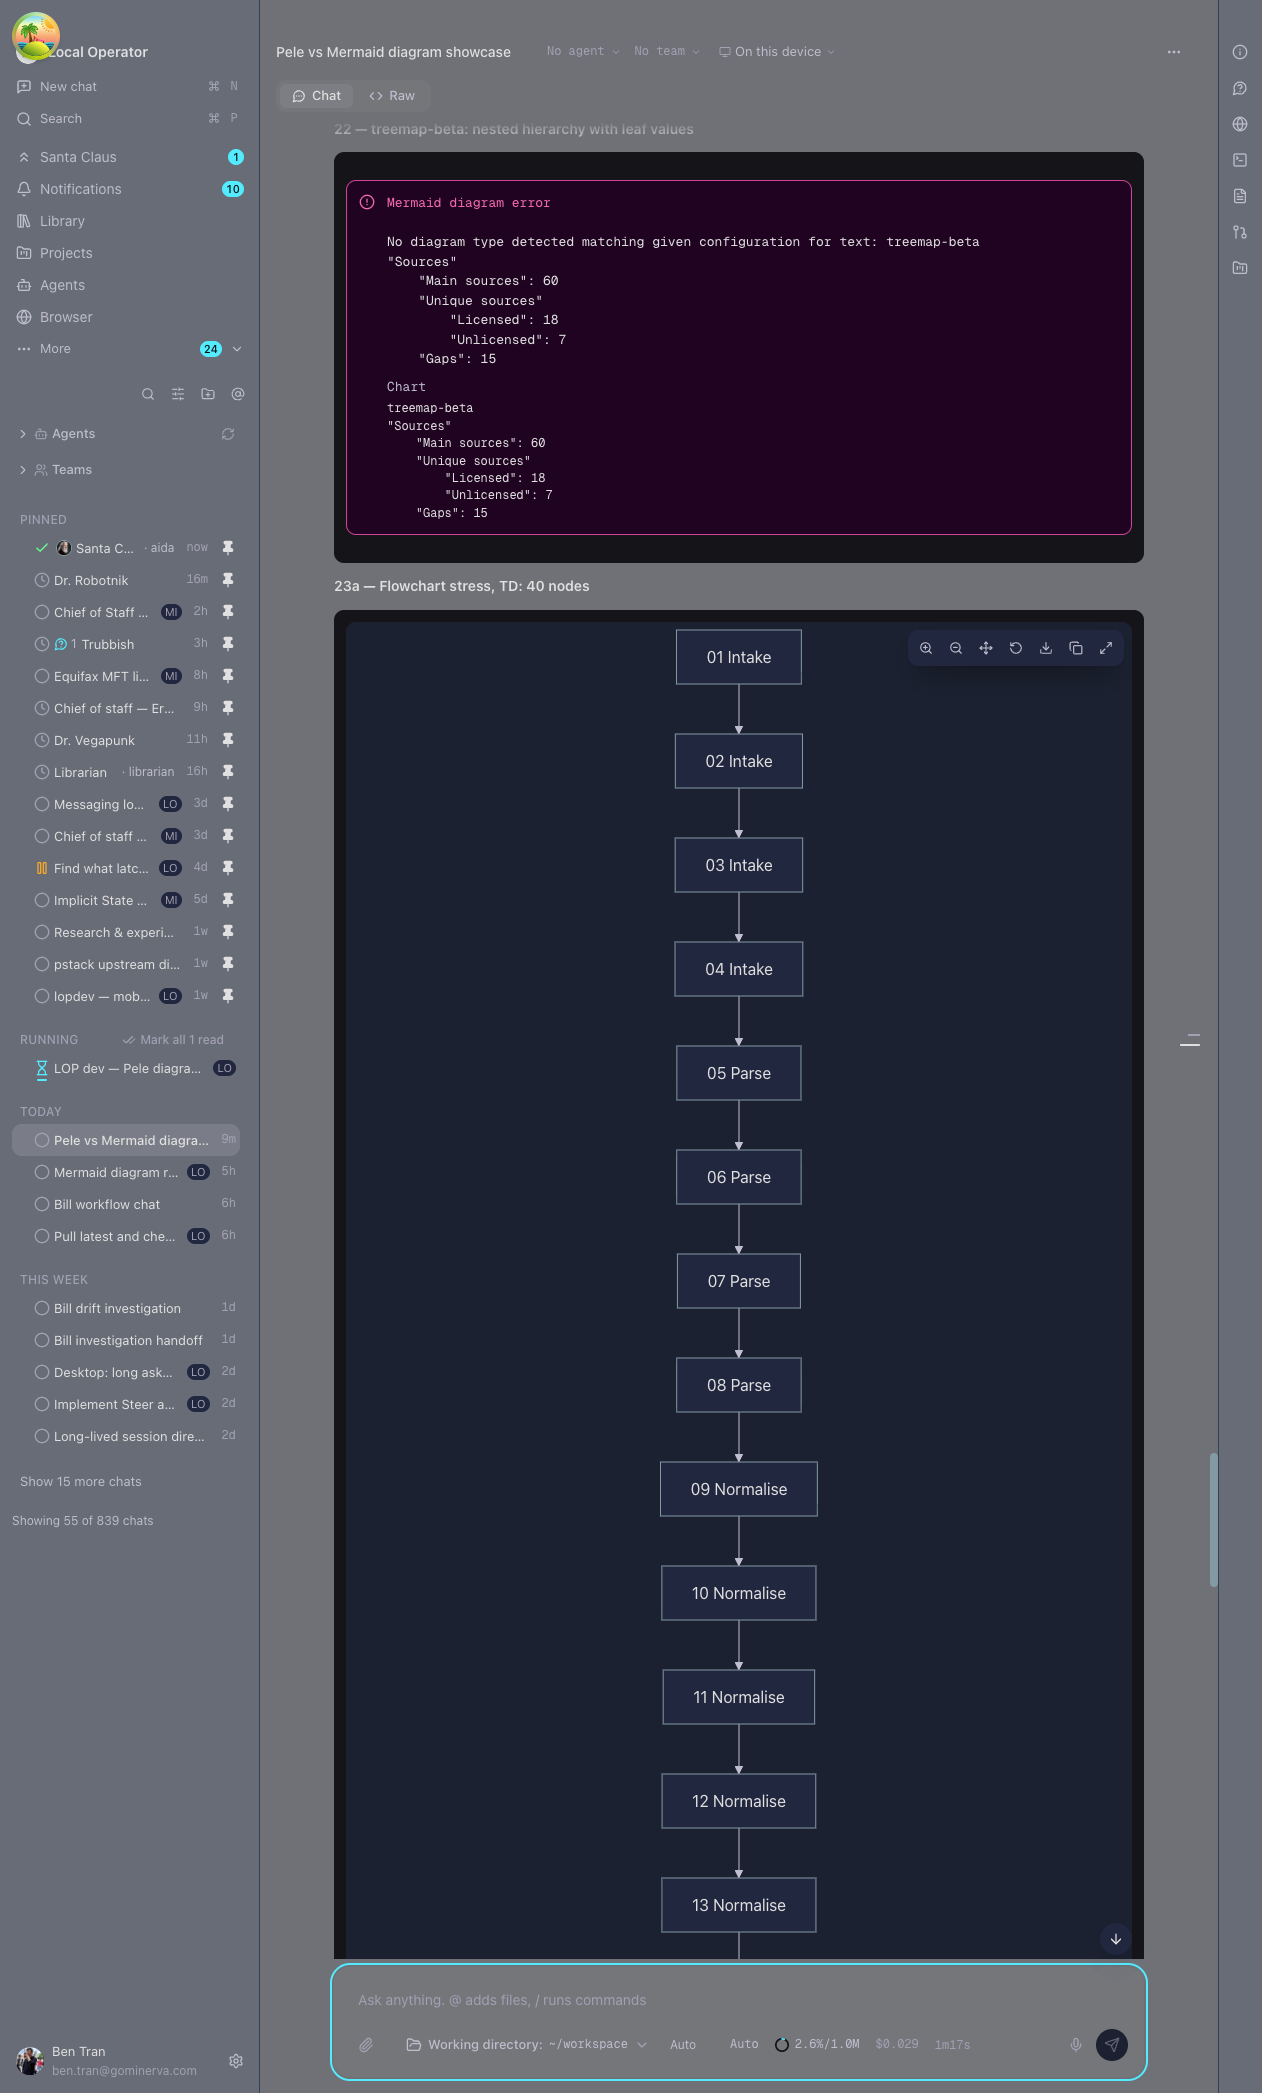 Local Operator
New chat ⌘ N
Search ⌘ P
Santa Claus 1
Notifications 10
Library
Projects
Agents
Browser
More 24
Agents
Teams
PINNED
Santa C... · aida now
Dr. Robotnik 16m
Chief of Staff ... MI 2h
1 Trubbish 3h
Equifax MFT li... MI 8h
Chief of staff — Er... 9h
Dr. Vegapunk 11h
Librarian · librarian 16h
Messaging lo... LO 3d
Chief of staff ... MI 3d
Find what latc... LO 4d
Implicit State ... MI 5d
Research & experi... 1w
pstack upstream di... 1w
lopdev — mob... LO 1w
RUNNING Mark all 1 read
LOP dev — Pele diagra... LO
TODAY
Pele vs Mermaid diagra... 9m
Mermaid diagram r... LO 5h
Bill workflow chat 6h
Pull latest and che... LO 6h
THIS WEEK
Bill drift investigation 1d
Bill investigation handoff 1d
Desktop: long ask... LO 2d
Implement Steer a... LO 2d
Long-lived session dire... 2d
Show 15 more chats
Showing 55 of 839 chats
Ben Tran
ben.tran@gominerva.com
Pele vs Mermaid diagram showcase No agent No team On this device
Chat Raw
22 — treemap-beta: nested hierarchy with leaf values
Mermaid diagram error
No diagram type detected matching given configuration for text: treemap-beta
"Sources"
"Main sources": 60
"Unique sources"
"Licensed": 18
"Unlicensed": 7
"Gaps": 15
Chart
treemap-beta
"Sources"
"Main sources": 60
"Unique sources"
"Licensed": 18
"Unlicensed": 7
"Gaps": 15
23a — Flowchart stress, TD: 40 nodes
01 Intake
02 Intake
03 Intake
04 Intake
05 Parse
06 Parse
07 Parse
08 Parse
09 Normalise
10 Normalise
11 Normalise
12 Normalise
13 Normalise
Ask anything. @ adds files, / runs commands
Working directory: ~/workspace Auto Auto 2.6%/1.0M $0.029 1m17s